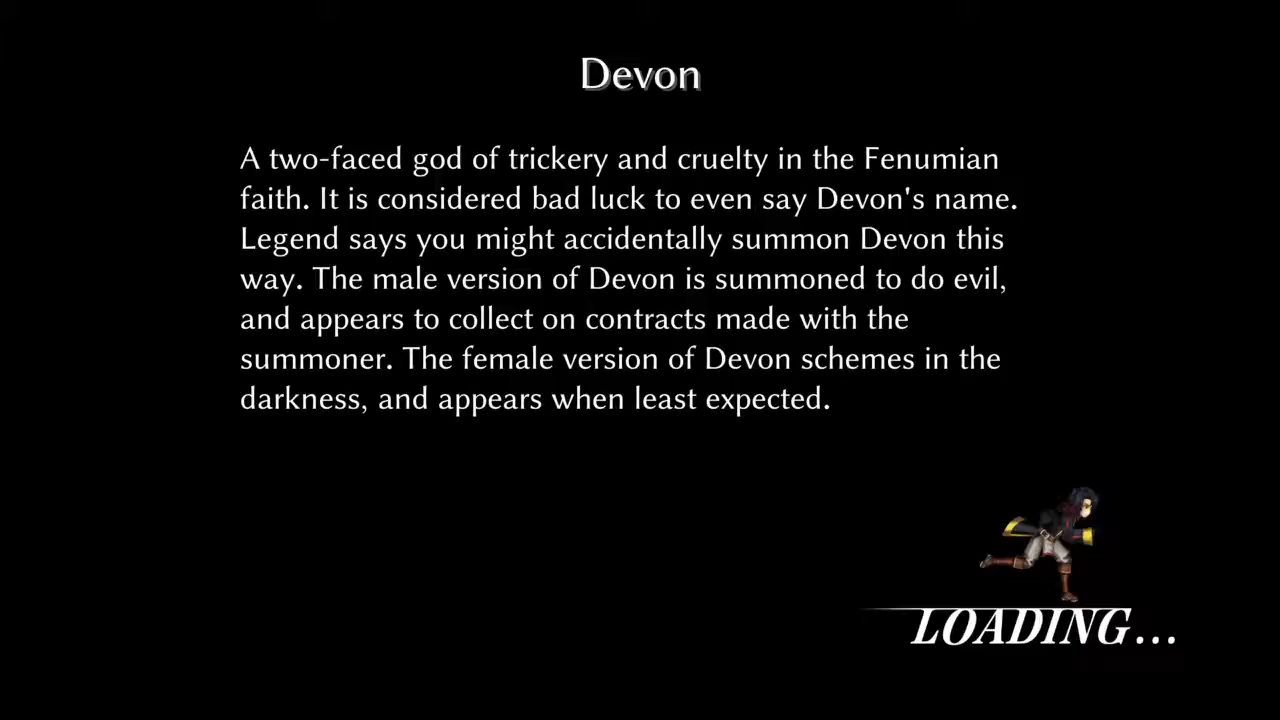 Devon
A two-faced god of trickery and cruelty in the Fenumian
faith. It is considered bad luck to even say Devon's name.
Legend says you might accidentally summon Devon this
way. The male version of Devon is summoned to do evil,
and appears to collect on contracts made with the
summoner. The female version of Devon schemes in the
darkness, and appears when least expected.
LOADING...